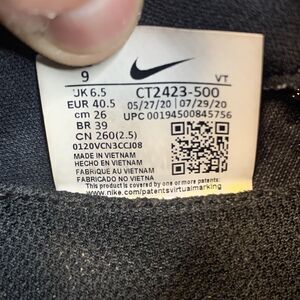 9 VT
UK 6.5 CT2423-500
EUR 40.5 05/27/20 07/29/20
cm 26 UPC 00194500845756
BR 39
CN 260(2.5)
0120VCN3CCJ08
MADE IN VIETNAM
HECHO EN VIETNAM
FABRIQUÉ AU VIETNAM
FABRICADO NO VIETNA
This product is covered by one or more patents:
www.nike.com/patentsvirtualmarking